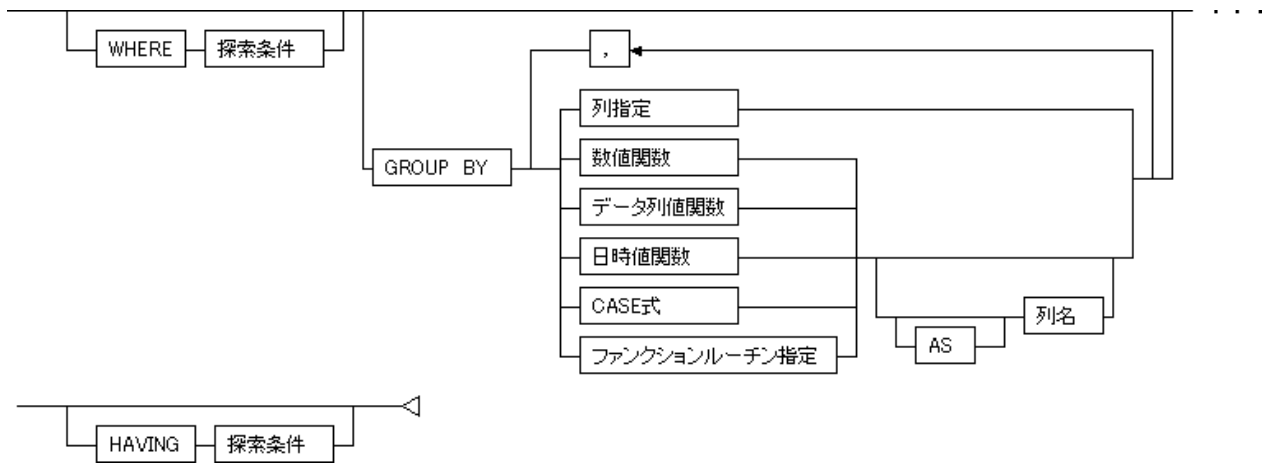 . . .
WHERE 探索条件
,
列指定
数値関数
GROUP BY
データ列値関数
日時値関数
CASE式
列名
AS
ファンクションルーチン指定
HAVING 探索条件